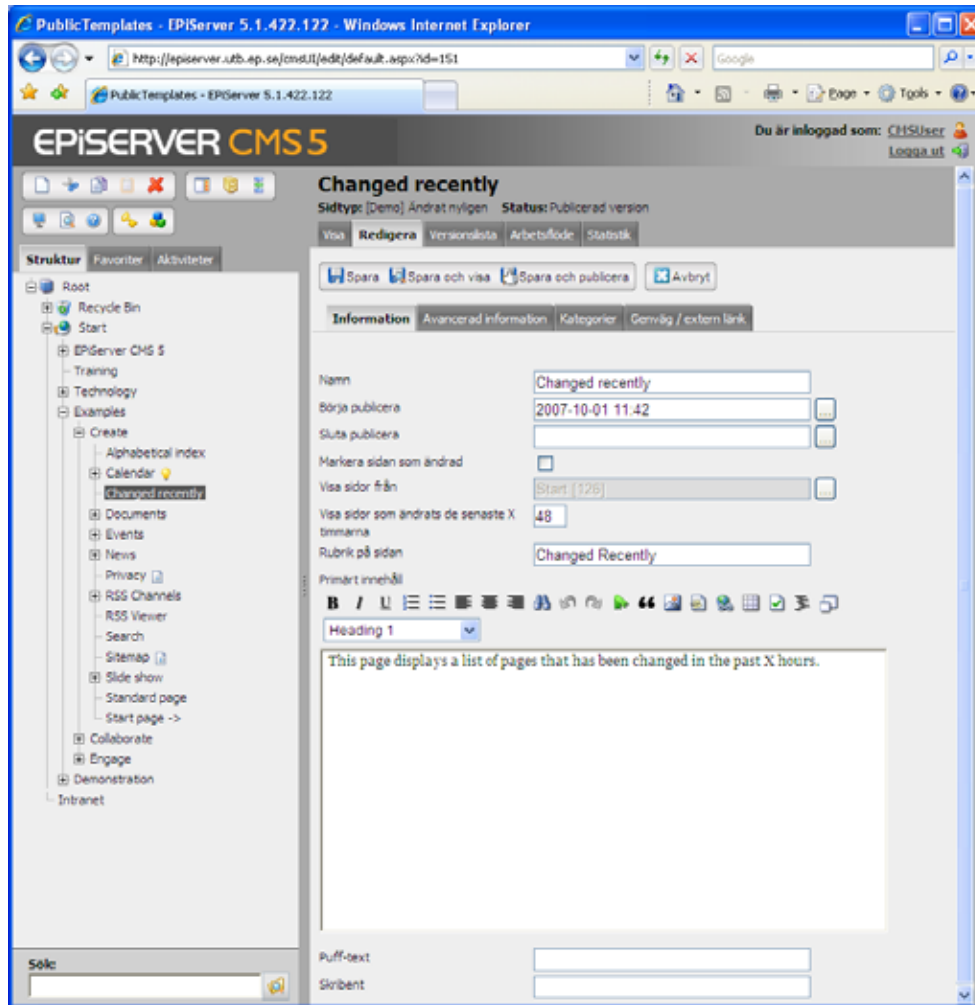 PublicTemplates - EPiServer 5.1.422.122 - Windows Internet Explorer
http://episerver.utb.ep.se/cmsUI/edit/default.aspx?id=151
Google
PublicTemplates - EPiServer 5.1.422.122
Page
Tools
EPiSERVER CMS 5
Du är inloggad som: CMSUser
Logga ut
Struktur Favoriter Aktiviteter
Root
Recycle Bin
Start
EPiServer CMS 5
Training
Technology
Examples
Create
Alphabetical index
Calendar
Changed recently
Documents
Events
News
Privacy
RSS Channels
RSS Viewer
Search
Sitemap
Slide show
Standard page
Start page ->
Collaborate
Engage
Demonstration
Intranet
Sök:
Changed recently
Sidtyp: [Demo] Ändrat nyligen Status: Publicerad version
Visa Redigera Versionslista Arbetsflöde Statistik
Spara Spara och visa Spara och publicera Avbryt
Information Avancerad information Kategorier Genväg / extern länk
Namn Changed recently
Börja publicera 2007-10-01 11:42
Sluta publicera
Markera sidan som ändrad
Visa sidor från Start [126]
Visa sidor som ändrats de senaste X
timmarna 48
Rubrik på sidan Changed Recently
Primärt innehåll
B I U
Heading 1
This page displays a list of pages that has been changed in the past X hours.
Puff-text
Skribent